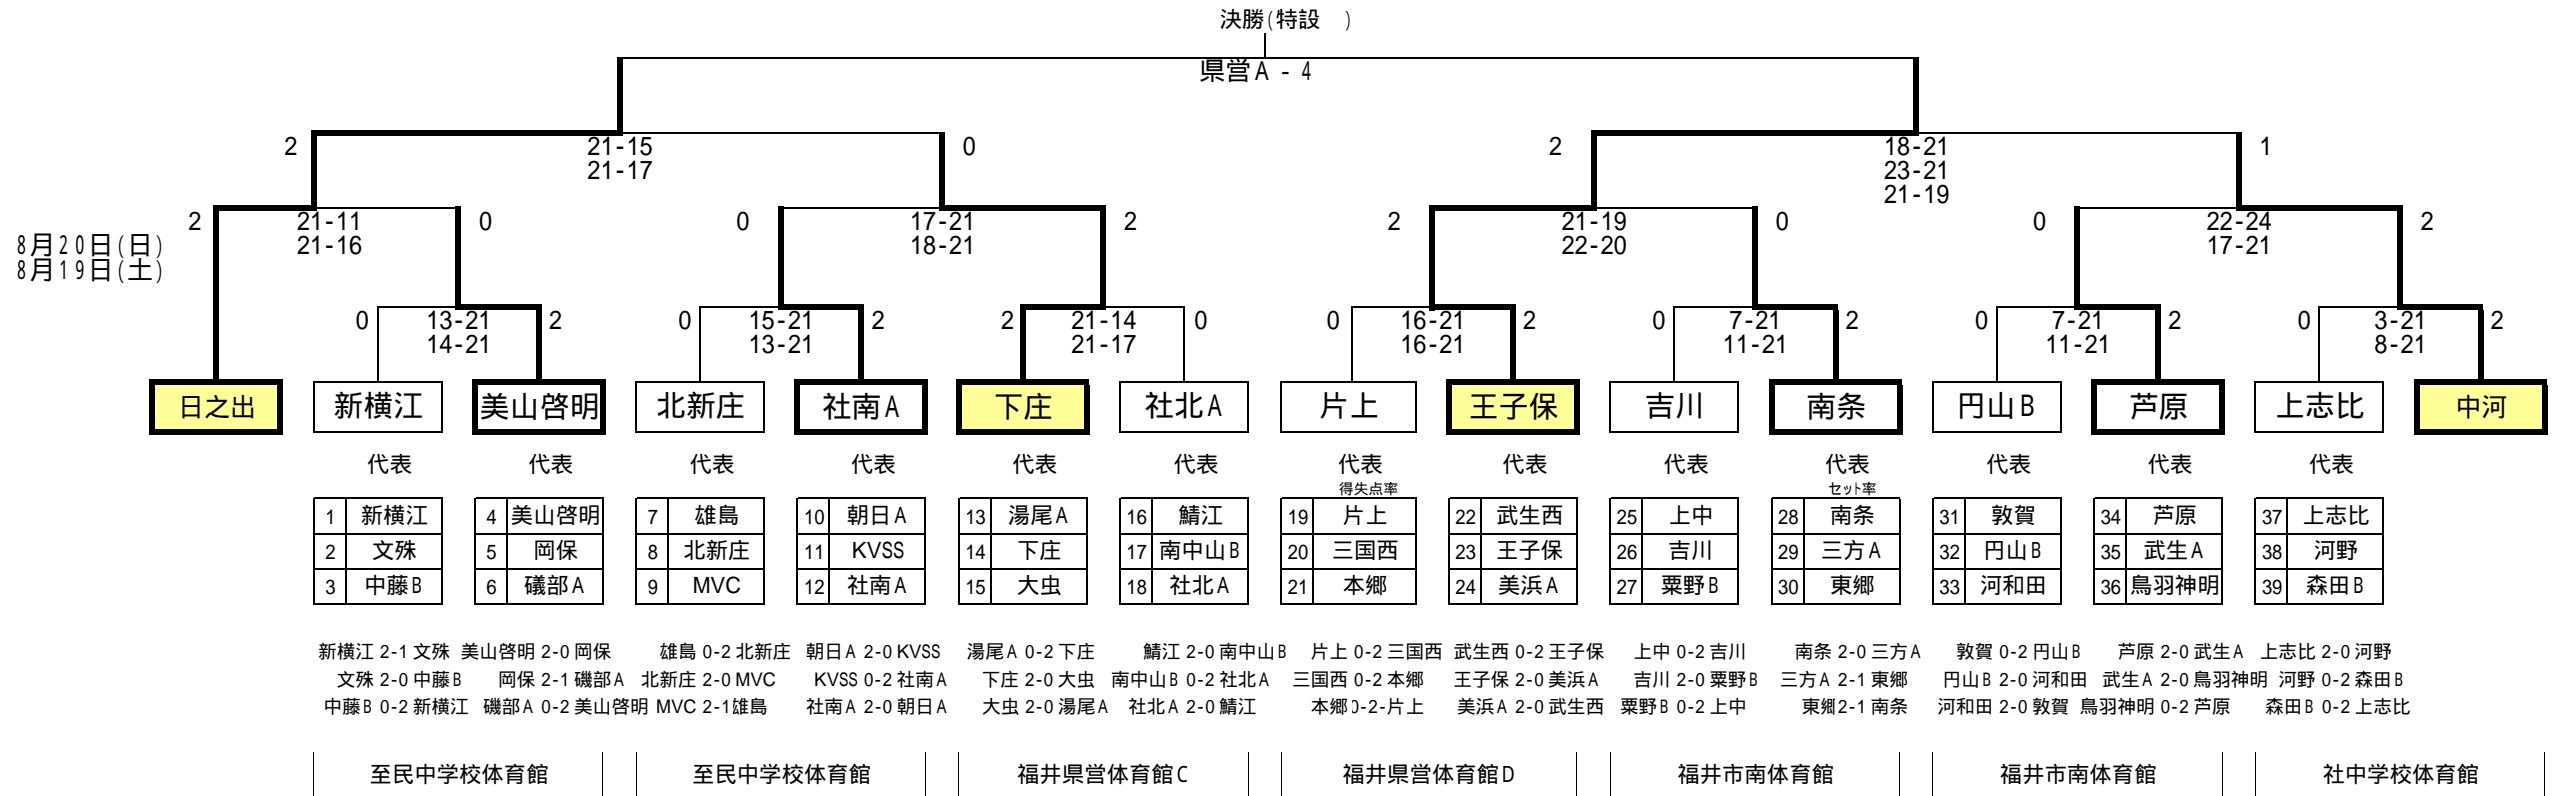 決勝(特設　)
県営A - 4
2 21-15 0 2 18-21 1
21-17 23-21
21-19
2 21-11 0 0 17-21 2 2 21-19 0 0 22-24 2
21-16 18-21 22-20 17-21
8月20日(日)
8月19日(土)
0 13-21 2 0 15-21 2 2 21-14 0 0 16-21 2 0 7-21 2 0 7-21 2 0 3-21 2
14-21 13-21 21-17 16-21 11-21 11-21 8-21
日之出 新横江 美山啓明 北新庄 社南A 下庄 社北A 片上 王子保 吉川 南条 円山B 芦原 上志比 中河
代表 代表 代表 代表 代表 代表 代表 代表 代表 代表 代表 代表 代表
得失点率 セット率
1 新横江 4 美山啓明 7 雄島 10 朝日A 13 湯尾A 16 鯖江 19 片上 22 武生西 25 上中 28 南条 31 敦賀 34 芦原 37 上志比
2 文殊 5 岡保 8 北新庄 11 KVSS 14 下庄 17 南中山B 20 三国西 23 王子保 26 吉川 29 三方A 32 円山B 35 武生A 38 河野
3 中藤B 6 磯部A 9 MVC 12 社南A 15 大虫 18 社北A 21 本郷 24 美浜A 27 粟野B 30 東郷 33 河和田 36 鳥羽神明 39 森田B
新横江 2-1 文殊 美山啓明 2-0 岡保 雄島 0-2 北新庄 朝日A 2-0 KVSS 湯尾A 0-2 下庄 鯖江 2-0 南中山B 片上 0-2 三国西 武生西 0-2 王子保 上中 0-2 吉川 南条 2-0 三方A 敦賀 0-2 円山B 芦原 2-0 武生A 上志比 2-0 河野
文殊 2-0 中藤B 岡保 2-1 磯部A 北新庄 2-0 MVC KVSS 0-2 社南A 下庄 2-0 大虫 南中山B 0-2 社北A 三国西 0-2 本郷 王子保 2-0 美浜A 吉川 2-0 粟野B 三方A 2-1 東郷 円山B 2-0 河和田 武生A 2-0 鳥羽神明 河野 0-2 森田B
中藤B 0-2 新横江 磯部A 0-2 美山啓明 MVC 2-1雄島 社南A 2-0 朝日A 大虫 2-0 湯尾A 社北A 2-0 鯖江 本郷 0-2-片上 美浜A 2-0 武生西 粟野B 0-2 上中 東郷2-1 南条 河和田 2-0 敦賀 鳥羽神明 0-2 芦原 森田B 0-2 上志比
至民中学校体育館 至民中学校体育館 福井県営体育館C 福井県営体育館D 福井市南体育館 福井市南体育館 社中学校体育館